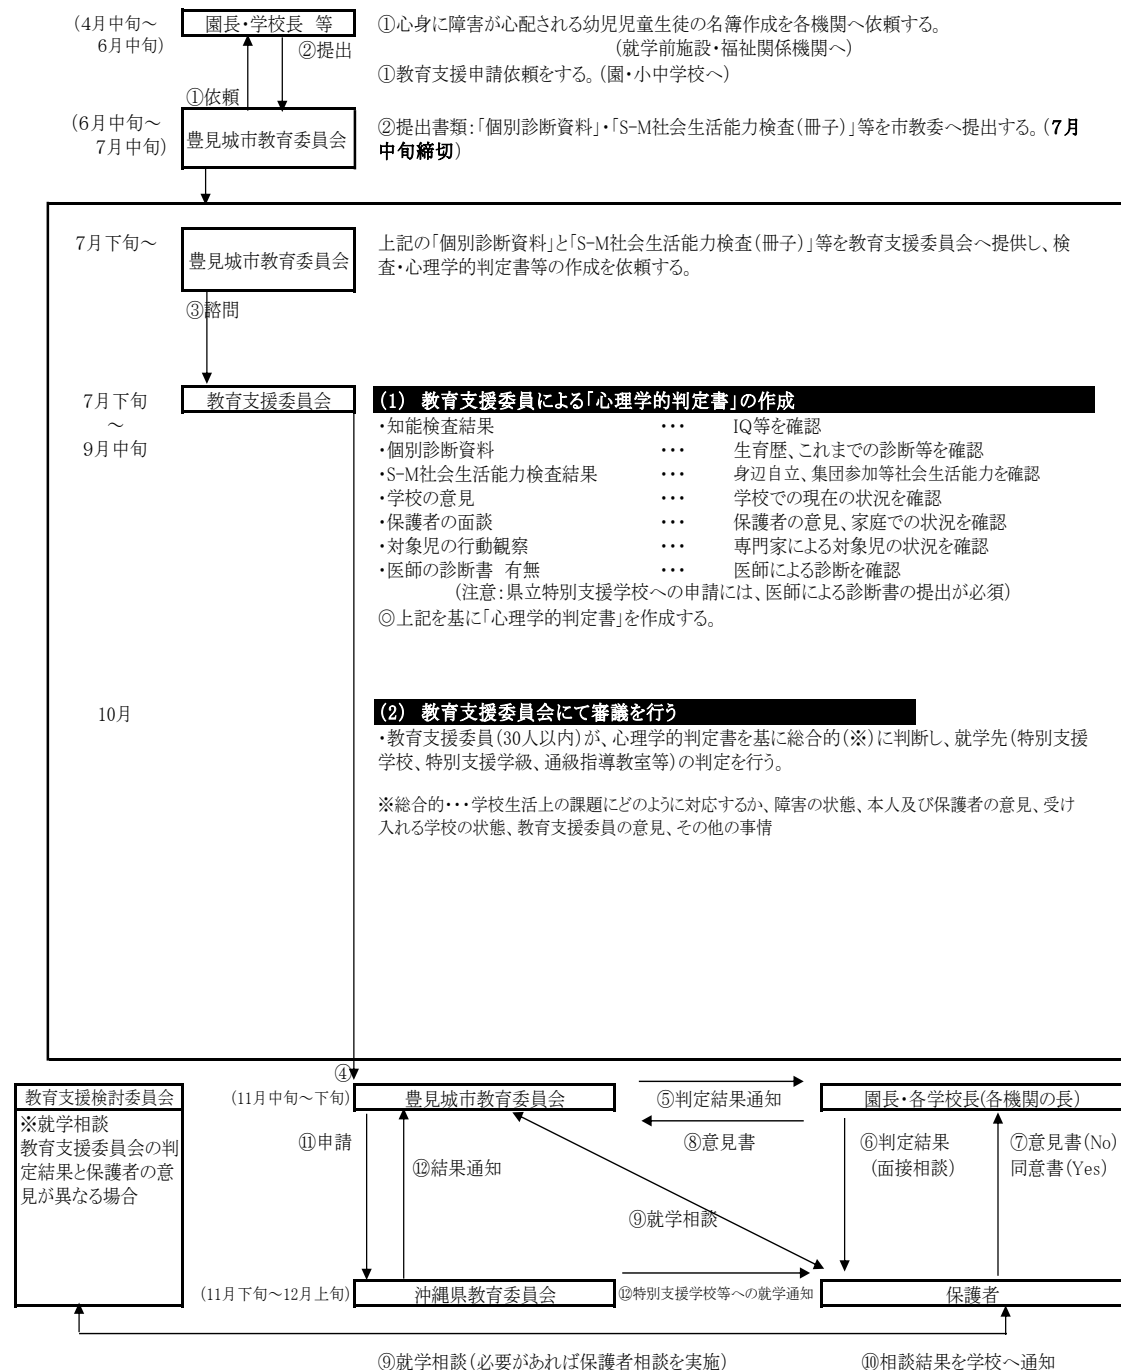 (4月中旬～
6月中旬)
園長・学校長　等
①心身に障害が心配される幼児児童生徒の名簿作成を各機関へ依頼する。
(就学前施設・福祉関係機関へ)
②提出
①教育支援申請依頼をする。(園・小中学校へ)
①依頼
(6月中旬～
7月中旬)
豊見城市教育委員会
②提出書類：「個別診断資料」・「S-M社会生活能力検査(冊子)」等を市教委へ提出する。(7月
中旬締切)
7月下旬～
豊見城市教育委員会
上記の「個別診断資料」と「S-M社会生活能力検査(冊子)」等を教育支援委員会へ提供し、検
査・心理学的判定書等の作成を依頼する。
③諮問
7月下旬
～
9月中旬
教育支援委員会
(1)　教育支援委員による「心理学的判定書」の作成
・知能検査結果　・・・　IQ等を確認
・個別診断資料　・・・　生育歴、これまでの診断等を確認
・S-M社会生活能力検査結果　・・・　身辺自立、集団参加等社会生活能力を確認
・学校の意見　・・・　学校での現在の状況を確認
・保護者の面談　・・・　保護者の意見、家庭での状況を確認
・対象児の行動観察　・・・　専門家による対象児の状況を確認
・医師の診断書　有無　・・・　医師による診断を確認
(注意：県立特別支援学校への申請には、医師による診断書の提出が必須)
◎上記を基に「心理学的判定書」を作成する。
10月
(2)　教育支援委員会にて審議を行う
・教育支援委員(30人以内)が、心理学的判定書を基に総合的(※)に判断し、就学先(特別支援
学校、特別支援学級、通級指導教室等)の判定を行う。
※総合的・・・学校生活上の課題にどのように対応するか、障害の状態、本人及び保護者の意見、受け
入れる学校の状態、教育支援委員の意見、その他の事情
④
教育支援検討委員会
※就学相談
教育支援委員会の判
定結果と保護者の意
見が異なる場合
(11月中旬～下旬)
豊見城市教育委員会
⑤判定結果通知
園長・各学校長(各機関の長)
⑪申請
⑫結果通知
⑧意見書
⑥判定結果
(面接相談)
⑦意見書(No)
同意書(Yes)
⑨就学相談
(11月下旬～12月上旬)
沖縄県教育委員会
⑫特別支援学校等への就学通知
保護者
⑨就学相談(必要があれば保護者相談を実施)
⑩相談結果を学校へ通知